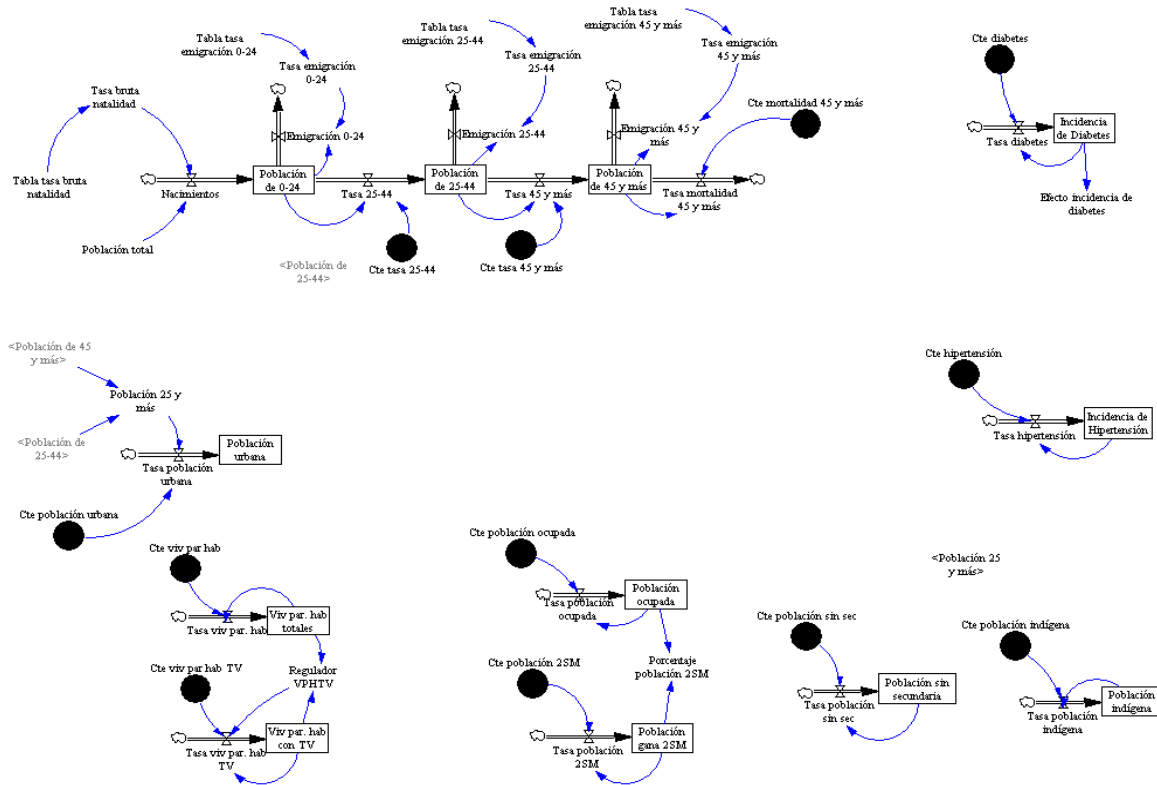 Tabla tasa
emigración 0-24
Tasa emigración
0-24
Tabla tasa
emigración 25-44
Tasa emigración
25-44
Tabla tasa
emigración 45 y más
Tasa emigración
45 y más
Cte diabetes
Tasa bruta
natalidad
Emigración 0-24
Emigración 25-44
Emigración 45 y
más
Cte mortalidad 45 y más
Tasa diabetes
Incidencia
de Diabetes
Efecto incidencia de
diabetes
Tabla tasa bruta
natalidad
Nacimientos
Población
de 0-24
Tasa 25-44
Población
de 25-44
Tasa 45 y más
Población
de 45 y más
Tasa mortalidad
45 y más
Población total
<Población de
25-44>
Cte tasa 25-44
Cte tasa 45 y más
<Población de 45
y más>
Población 25 y
más
<Población de
25-44>
Tasa población
urbana
Población
urbana
Cte población urbana
Cte hipertensión
Tasa hipertensión
Incidencia de
Hipertensión
Cte viv par hab
Tasa viv par. hab
Viv par. hab
totales
Cte viv par hab TV
Regulador
VPHTV
Tasa viv par. hab
TV
Viv par. hab
con TV
Cte población ocupada
Tasa población
ocupada
Población
ocupada
Cte población 2SM
Porcentaje
población 2SM
Tasa población
2SM
Población
gana 2SM
<Población 25
y más>
Cte población sin sec
Tasa población
sin sec
Población sin
secundaria
Cte población indígena
Tasa población
indígena
Población
indígena